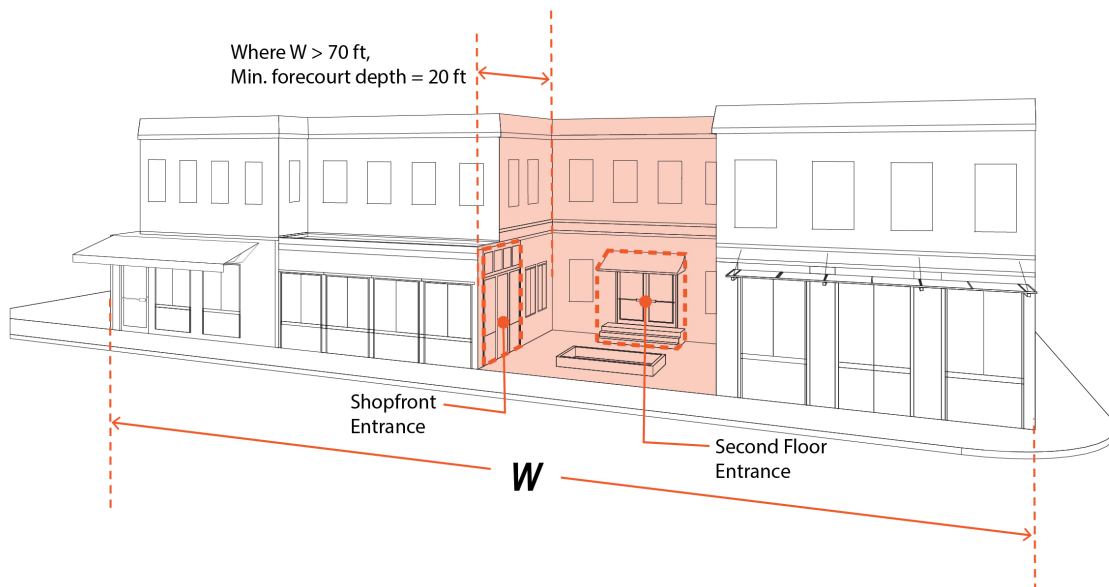 Where W > 70 ft,
Min. forecourt depth = 20 ft
Shopfront
Entrance
Second Floor
Entrance
W